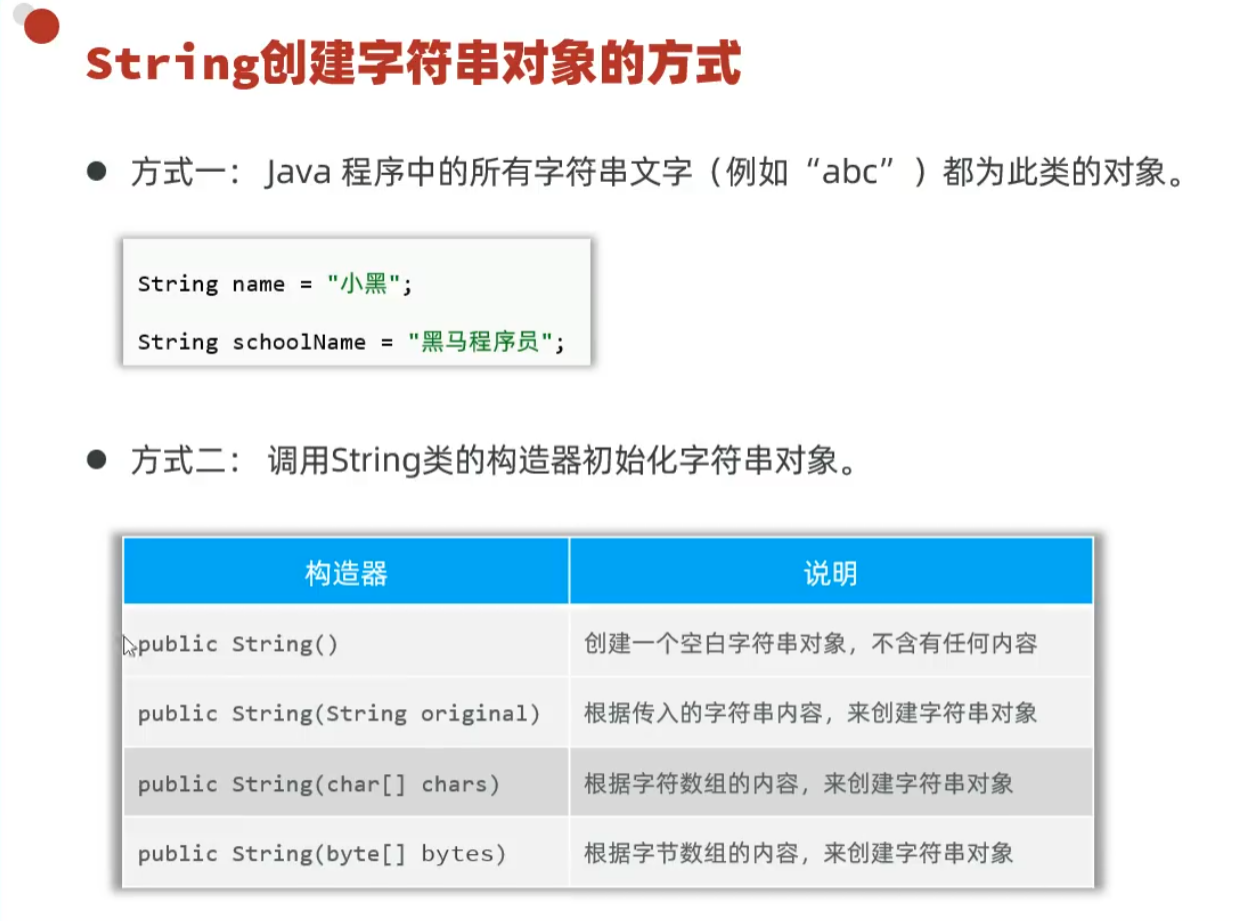 String创建字符串对象的方式
方式一： Java 程序中的所有字符串文字（例如“abc”）都为此类的对象。
String name = "小黑";
String schoolName = "黑马程序员";
方式二： 调用String类的构造器初始化字符串对象。
构造器 说明
public String() 创建一个空白字符串对象，不含有任何内容
public String(String original) 根据传入的字符串内容，来创建字符串对象
public String(char[] chars) 根据字符数组的内容，来创建字符串对象
public String(byte[] bytes) 根据字节数组的内容，来创建字符串对象